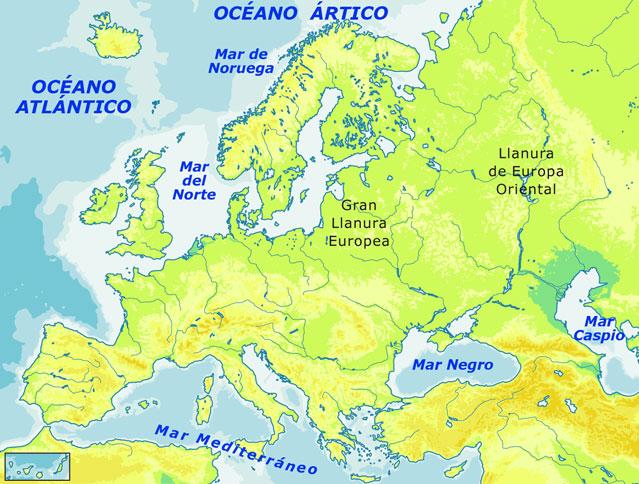 OCÉANO ÁRTICO
Mar de
Noruega
OCÉANO
ATLÁNTICO
Mar
del
Norte
Llanura
de Europa
Oriental
Gran
Llanura
Europea
Mar
Caspio
Mar Negro
Mar Mediterráneo